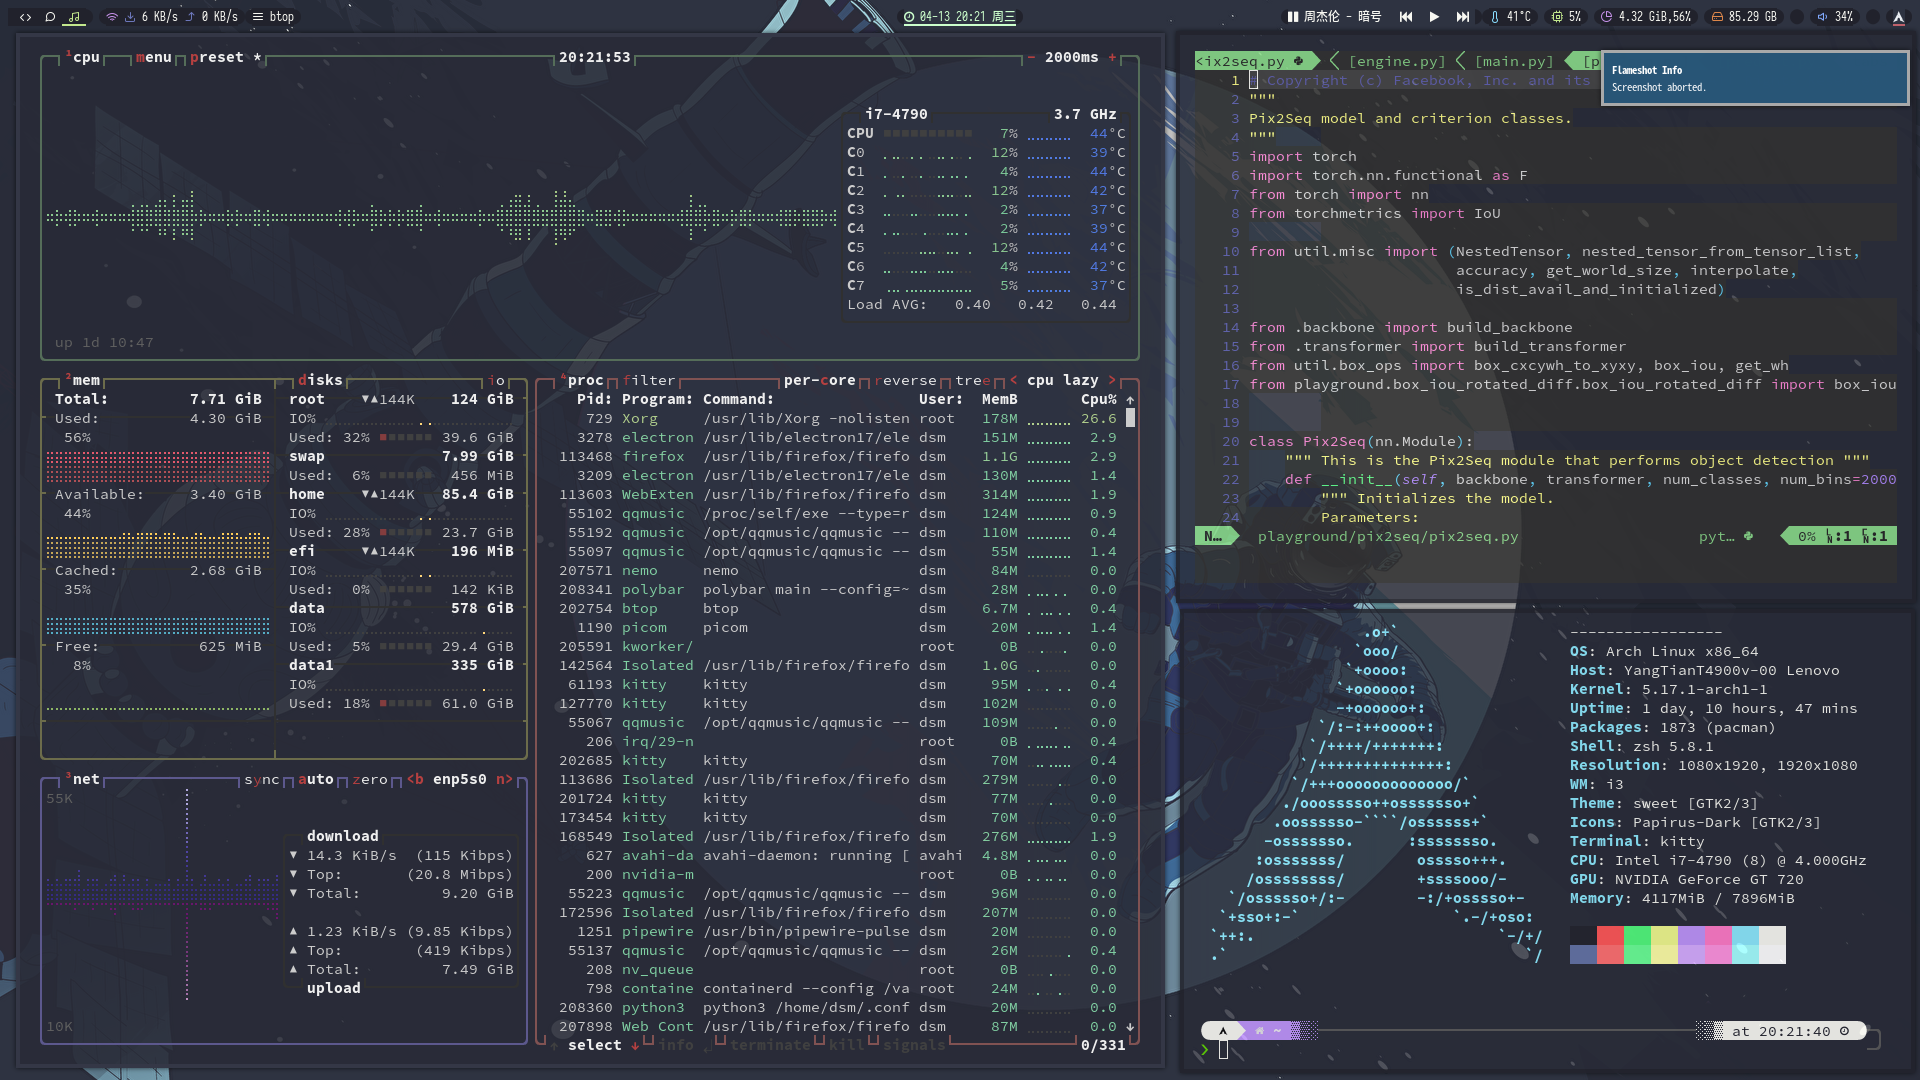 6 KB/s 0 KB/s btop
04-13 20:21 周三
周杰伦 - 暗号 41°C 5% 4.32 GiB,56% 85.29 GB 34%
¹cpu menu preset * 20:21:53 - 2000ms +
i7-4790 3.7 GHz
CPU 7% 44°C
C0 12% 39°C
C1 4% 44°C
C2 12% 42°C
C3 2% 37°C
C4 2% 39°C
C5 12% 44°C
C6 4% 42°C
C7 5% 37°C
Load AVG: 0.40 0.42 0.44
up 1d 10:47
²mem
Total: 7.71 GiB
Used: 4.30 GiB
56%
Available: 3.40 GiB
44%
Cached: 2.68 GiB
35%
Free: 625 MiB
8%
disks io
root ▼▲144K 124 GiB
IO%
Used: 32% 39.6 GiB
swap 7.99 GiB
Used: 6% 456 MiB
home ▼▲144K 85.4 GiB
IO%
Used: 28% 23.7 GiB
efi ▼▲144K 196 MiB
IO%
Used: 0% 142 KiB
data 578 GiB
IO%
Used: 5% 29.4 GiB
data1 335 GiB
IO%
Used: 18% 61.0 GiB
³net sync auto zero <b enp5s0 n>
55K
download
▼ 14.3 KiB/s (115 Kibps)
▼ Top: (20.8 Mibps)
▼ Total: 9.20 GiB
▲ 1.23 KiB/s (9.85 Kibps)
▲ Top: (419 Kibps)
▲ Total: 7.49 GiB
upload
10K
⁴proc filter per-core reverse tree < cpu lazy >
Pid: Program: Command: User: MemB Cpu% ↑
729 Xorg /usr/lib/Xorg -nolisten root 178M 26.6
3278 electron /usr/lib/electron17/ele dsm 151M 2.9
113468 firefox /usr/lib/firefox/firefo dsm 1.1G 2.9
3209 electron /usr/lib/electron17/ele dsm 130M 1.4
113603 WebExten /usr/lib/firefox/firefo dsm 314M 1.9
55102 qqmusic /proc/self/exe --type=r dsm 124M 0.9
55192 qqmusic /opt/qqmusic/qqmusic -- dsm 110M 0.4
55097 qqmusic /opt/qqmusic/qqmusic -- dsm 55M 1.4
207571 nemo nemo dsm 84M 0.0
208341 polybar polybar main --config=~ dsm 28M 0.0
202754 btop btop dsm 6.7M 0.4
1190 picom picom dsm 20M 1.4
205591 kworker/ root 0B 0.0
142564 Isolated /usr/lib/firefox/firefo dsm 1.0G 0.0
61193 kitty kitty dsm 95M 0.4
127770 kitty kitty dsm 102M 0.0
55067 qqmusic /opt/qqmusic/qqmusic -- dsm 109M 0.0
206 irq/29-n root 0B 0.4
202685 kitty kitty dsm 70M 0.4
113686 Isolated /usr/lib/firefox/firefo dsm 279M 0.0
201724 kitty kitty dsm 77M 0.0
173454 kitty kitty dsm 70M 0.0
168549 Isolated /usr/lib/firefox/firefo dsm 276M 1.9
627 avahi-da avahi-daemon: running [ avahi 4.8M 0.0
200 nvidia-m root 0B 0.0
55223 qqmusic /opt/qqmusic/qqmusic -- dsm 96M 0.0
172596 Isolated /usr/lib/firefox/firefo dsm 207M 0.0
1251 pipewire /usr/bin/pipewire-pulse dsm 20M 0.0
55137 qqmusic /opt/qqmusic/qqmusic -- dsm 26M 0.4
208 nv_queue root 0B 0.0
798 containe containerd --config /va root 24M 0.0
208360 python3 python3 /home/dsm/.conf dsm 20M 0.0
207898 Web Cont /usr/lib/firefox/firefo dsm 87M 0.0 ↓
↑ select ↓ info terminate kill signals 0/331
<ix2seq.py [engine.py] [main.py] [p
Flameshot Info
Screenshot aborted.
1 # Copyright (c) Facebook, Inc. and its
2 """
3 Pix2Seq model and criterion classes.
4 """
5 import torch
6 import torch.nn.functional as F
7 from torch import nn
8 from torchmetrics import IoU
9
10 from util.misc import (NestedTensor, nested_tensor_from_tensor_list,
11 accuracy, get_world_size, interpolate,
12 is_dist_avail_and_initialized)
13
14 from .backbone import build_backbone
15 from .transformer import build_transformer
16 from util.box_ops import box_cxcywh_to_xyxy, box_iou, get_wh
17 from playground.box_iou_rotated_diff.box_iou_rotated_diff import box_iou
18
19
20 class Pix2Seq(nn.Module):
21 """ This is the Pix2Seq module that performs object detection """
22 def __init__(self, backbone, transformer, num_classes, num_bins=2000
23 """ Initializes the model.
24 Parameters:
N… playground/pix2seq/pix2seq.py pyt… 0% :1 :1
-----------------
OS: Arch Linux x86_64
Host: YangTianT4900v-00 Lenovo
Kernel: 5.17.1-arch1-1
Uptime: 1 day, 10 hours, 47 mins
Packages: 1873 (pacman)
Shell: zsh 5.8.1
Resolution: 1080x1920, 1920x1080
WM: i3
Theme: sweet [GTK2/3]
Icons: Papirus-Dark [GTK2/3]
Terminal: kitty
CPU: Intel i7-4790 (8) @ 4.000GHz
GPU: NVIDIA GeForce GT 720
Memory: 4117MiB / 7896MiB
.o+`
`ooo/
`+oooo:
`+oooooo:
-+oooooo+:
`/:-:++oooo+:
`/++++/+++++++:
`/++++++++++++++:
`/+++ooooooooooooo/`
./ooosssso++osssssso+`
.oossssso-````/ossssss+`
-osssssso. :ssssssso.
:osssssss/ osssso+++.
/ossssssss/ +ssssooo/-
`/ossssso+/:- -:/+osssso+-
`+sso+:-` `.-/+oso:
`++:. `-/+/
.` `/
~ at 20:21:40
❯